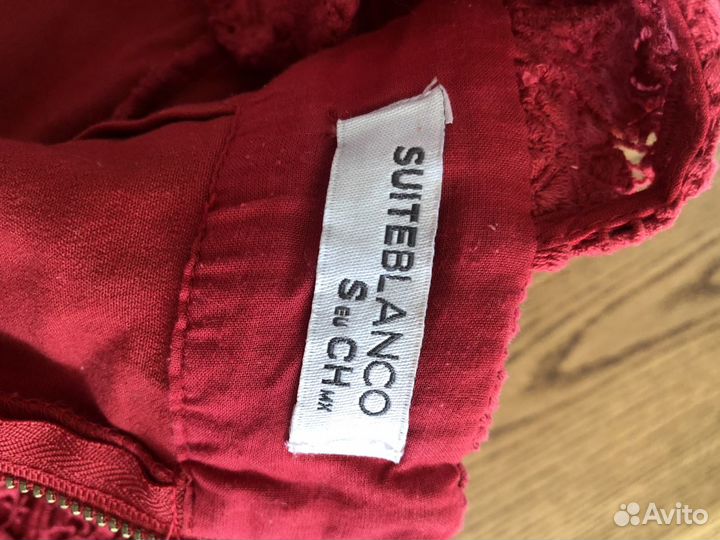 SUITEBLANCO
S EU CH MX
Avito